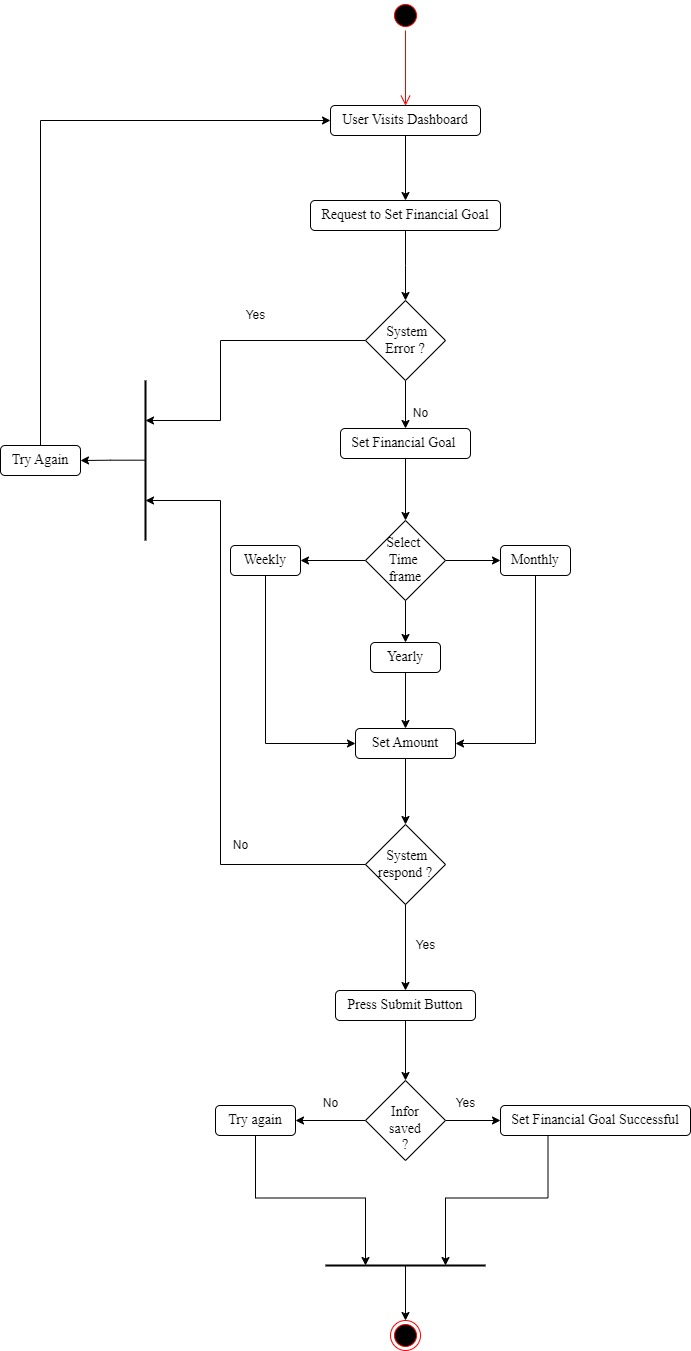 User Visits Dashboard
Request to Set Financial Goal
Yes
System
Error ?
No
Set Financial Goal
Try Again
Select
Time
frame
Weekly
Monthly
Yearly
Set Amount
No
System
respond ?
Yes
Press Submit Button
No
Yes
Try again
Infor
saved
?
Set Financial Goal Successful